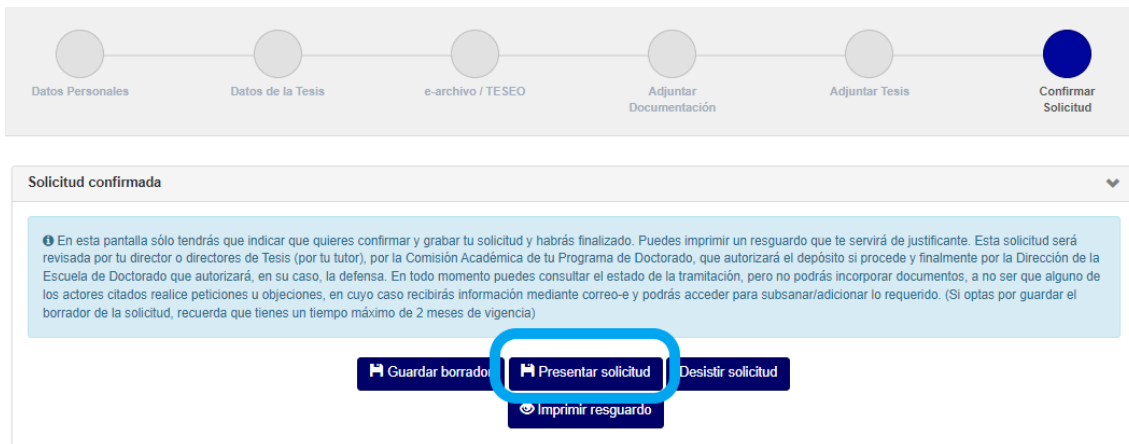 Datos Personales
Datos de la Tesis
e-archivo / TESEO
Adjuntar
Documentación
Adjuntar Tesis
Confirmar
Solicitud
Solicitud confirmada
En esta pantalla sólo tendrás que indicar que quieres confirmar y grabar tu solicitud y habrás finalizado. Puedes imprimir un resguardo que te servirá de justificante. Esta solicitud será
revisada por tu director o directores de Tesis (por tu tutor), por la Comisión Académica de tu Programa de Doctorado, que autorizará el depósito si procede y finalmente por la Dirección de la
Escuela de Doctorado que autorizará, en su caso, la defensa. En todo momento puedes consultar el estado de la tramitación, pero no podrás incorporar documentos, a no ser que alguno de
los actores citados realice peticiones u objeciones, en cuyo caso recibirás información mediante correo-e y podrás acceder para subsanar/adicionar lo requerido. (Si optas por guardar el
borrador de la solicitud, recuerda que tienes un tiempo máximo de 2 meses de vigencia)
Guardar borrador
Presentar solicitud
Desistir solicitud
Imprimir resguardo